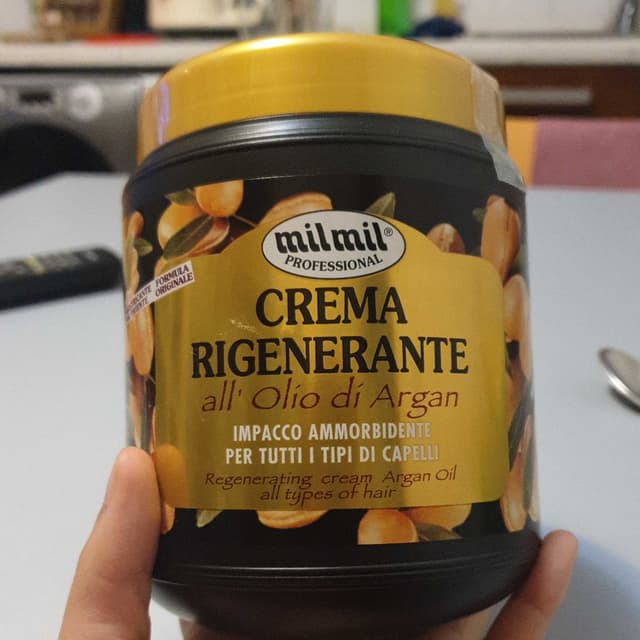 milmil®
PROFESSIONAL
FORMULA
ORIGINALE
CREMA
RIGENERANTE
all' Olio di Argan
IMPACCO AMMORBIDENTE
PER TUTTI I TIPI DI CAPELLI
Regenerating cream Argan Oil
all types of hair